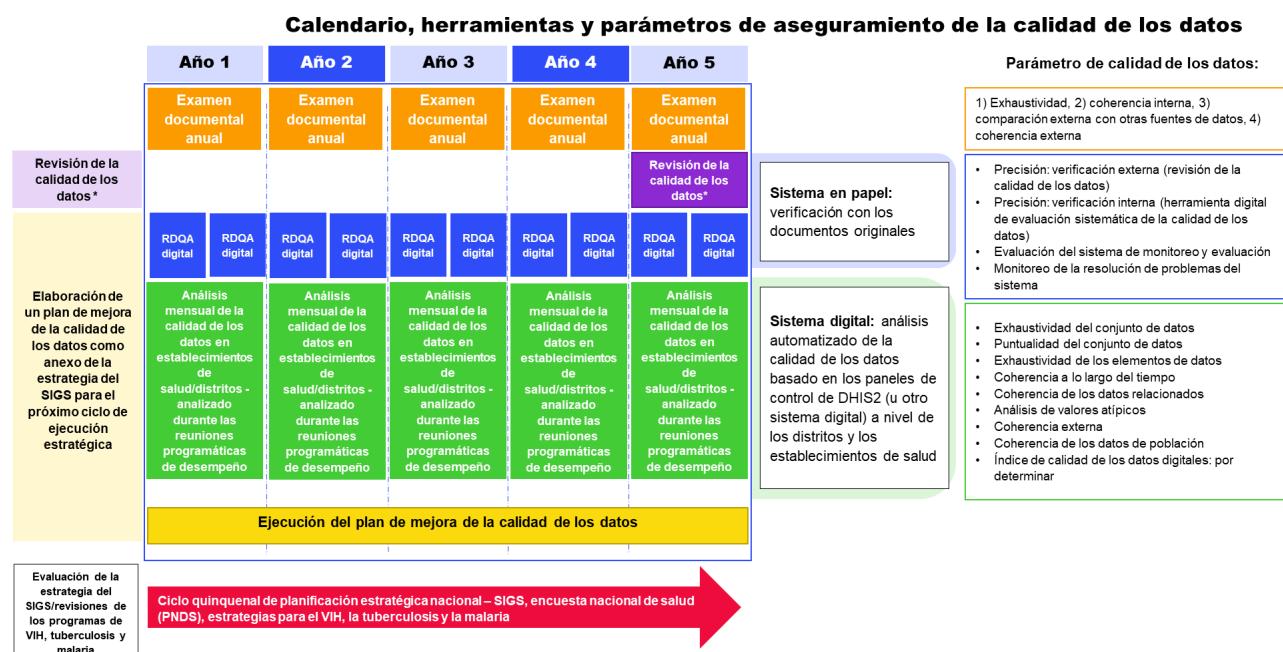 Calendario, herramientas y parámetros de aseguramiento de la calidad de los datos
Año 1
Año 2
Año 3
Año 4
Año 5
Parámetro de calidad de los datos:
Examen
documental
anual
Examen
documental
anual
Examen
documental
anual
Examen
documental
anual
Examen
documental
anual
1) Exhaustividad, 2) coherencia interna, 3)
comparación externa con otras fuentes de datos, 4)
coherencia externa
Revisión de la
calidad de los
datos *
Revisión de la
calidad de los
datos*
Sistema en papel:
verificación con los
documentos originales
• Precisión: verificación externa (revisión de la
calidad de los datos)
• Precisión: verificación interna (herramienta digital
de evaluación sistemática de la calidad de los
datos)
• Evaluación del sistema de monitoreo y evaluación
• Monitoreo de la resolución de problemas del
sistema
RDQA
digital
RDQA
digital
RDQA
digital
RDQA
digital
RDQA
digital
RDQA
digital
RDQA
digital
RDQA
digital
RDQA
digital
RDQA
digital
Elaboración de
un plan de mejora
de la calidad de
los datos como
anexo de la
estrategia del
SIGS para el
próximo ciclo de
ejecución
estratégica
Análisis
mensual de la
calidad de los
datos en
establecimientos
de
salud/distritos -
analizado
durante las
reuniones
programáticas
de desempeño
Análisis
mensual de la
calidad de los
datos en
establecimientos
de
salud/distritos -
analizado
durante las
reuniones
programáticas
de desempeño
Análisis
mensual de la
calidad de los
datos en
establecimientos
de
salud/distritos -
analizado
durante las
reuniones
programáticas
de desempeño
Análisis
mensual de la
calidad de los
datos en
establecimientos
de
salud/distritos -
analizado
durante las
reuniones
programáticas
de desempeño
Análisis
mensual de la
calidad de los
datos en
establecimientos
de
salud/distritos -
analizado
durante las
reuniones
programáticas
de desempeño
Sistema digital: análisis
automatizado de la
calidad de los datos
basado en los paneles de
control de DHIS2 (u otro
sistema digital) a nivel de
los distritos y los
establecimientos de salud
• Exhaustividad del conjunto de datos
• Puntualidad del conjunto de datos
• Exhaustividad de los elementos de datos
• Coherencia a lo largo del tiempo
• Coherencia de los datos relacionados
• Análisis de valores atípicos
• Coherencia externa
• Coherencia de los datos de población
• Índice de calidad de los datos digitales: por
determinar
Ejecución del plan de mejora de la calidad de los datos
Evaluación de la
estrategia del
SIGS/revisiones de
los programas de
VIH, tuberculosis y
malaria
Ciclo quinquenal de planificación estratégica nacional – SIGS, encuesta nacional de salud
(PNDS), estrategias para el VIH, la tuberculosis y la malaria